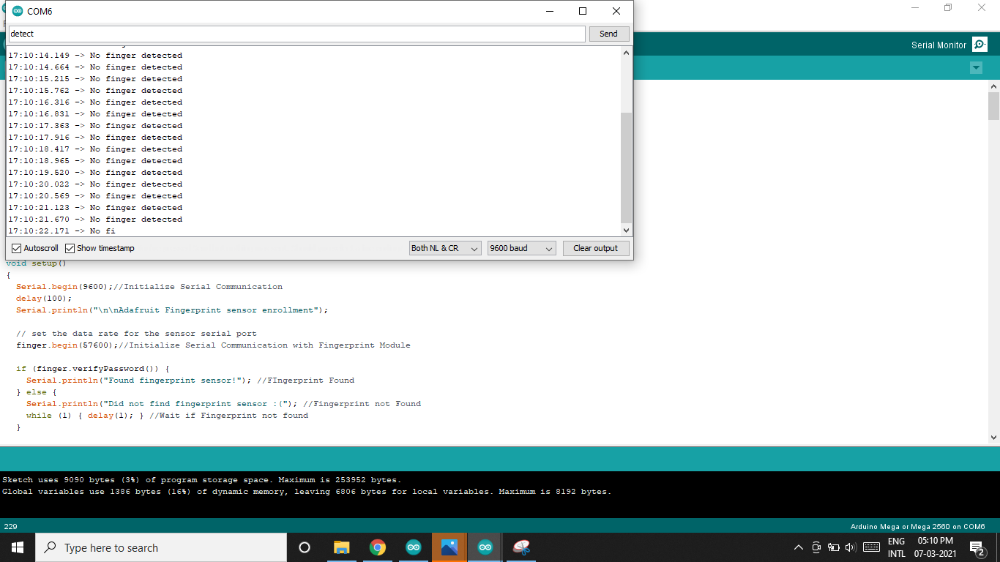 COM6
detect
Send
17:10:14.149 -> No finger detected
17:10:14.664 -> No finger detected
17:10:15.215 -> No finger detected
17:10:15.762 -> No finger detected
17:10:16.316 -> No finger detected
17:10:16.831 -> No finger detected
17:10:17.363 -> No finger detected
17:10:17.916 -> No finger detected
17:10:18.417 -> No finger detected
17:10:18.965 -> No finger detected
17:10:19.520 -> No finger detected
17:10:20.022 -> No finger detected
17:10:20.569 -> No finger detected
17:10:21.123 -> No finger detected
17:10:21.670 -> No finger detected
17:10:22.171 -> No fi
Autoscroll
Show timestamp
Both NL & CR
9600 baud
Clear output
Serial Monitor
void setup()
{
Serial.begin(9600);//Initialize Serial Communication
delay(100);
Serial.println("\n\nAdafruit Fingerprint sensor enrollment");
// set the data rate for the sensor serial port
finger.begin(57600);//Initialize Serial Communication with Fingerprint Module
if (finger.verifyPassword()) {
Serial.println("Found fingerprint sensor!"); //FIngerprint Found
} else {
Serial.println("Did not find fingerprint sensor :("); //Fingerprint not Found
while (1) { delay(1); } //Wait if Fingerprint not found
}
Sketch uses 9090 bytes (3%) of program storage space. Maximum is 253952 bytes.
Global variables use 1386 bytes (16%) of dynamic memory, leaving 6806 bytes for local variables. Maximum is 8192 bytes.
229
Arduino Mega or Mega 2560 on COM6
Type here to search
ENG
INTL
05:10 PM
07-03-2021
2